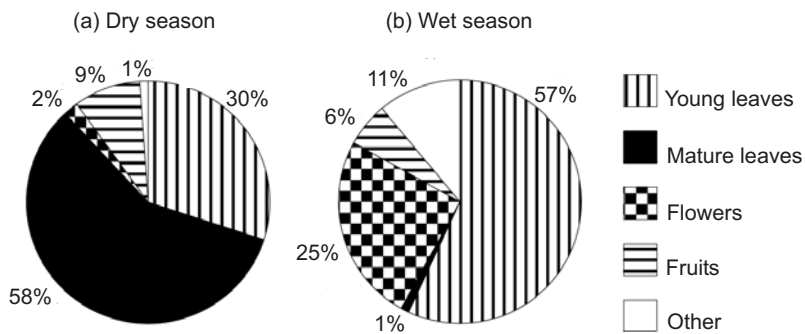 (a) Dry season
(b) Wet season
1%
9%
2%
30%
58%
11%
6%
57%
25%
1%
Young leaves
Mature leaves
Flowers
Fruits
Other